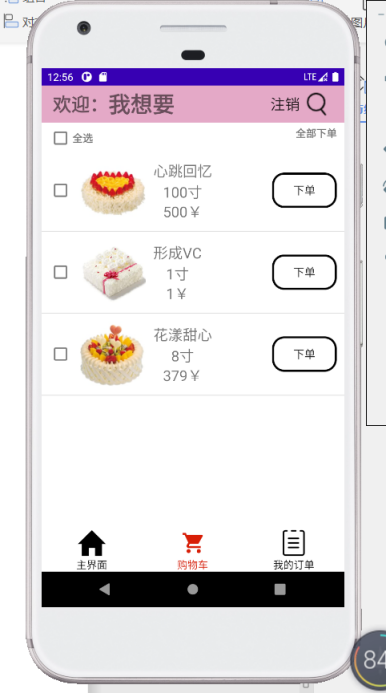 对
图
12:56
LTE
欢迎：我想要
注销
全选
全部下单
心跳回忆
100寸
500￥
下单
形成VC
1寸
1￥
下单
花漾甜心
8寸
379￥
下单
主界面
购物车
我的订单
84